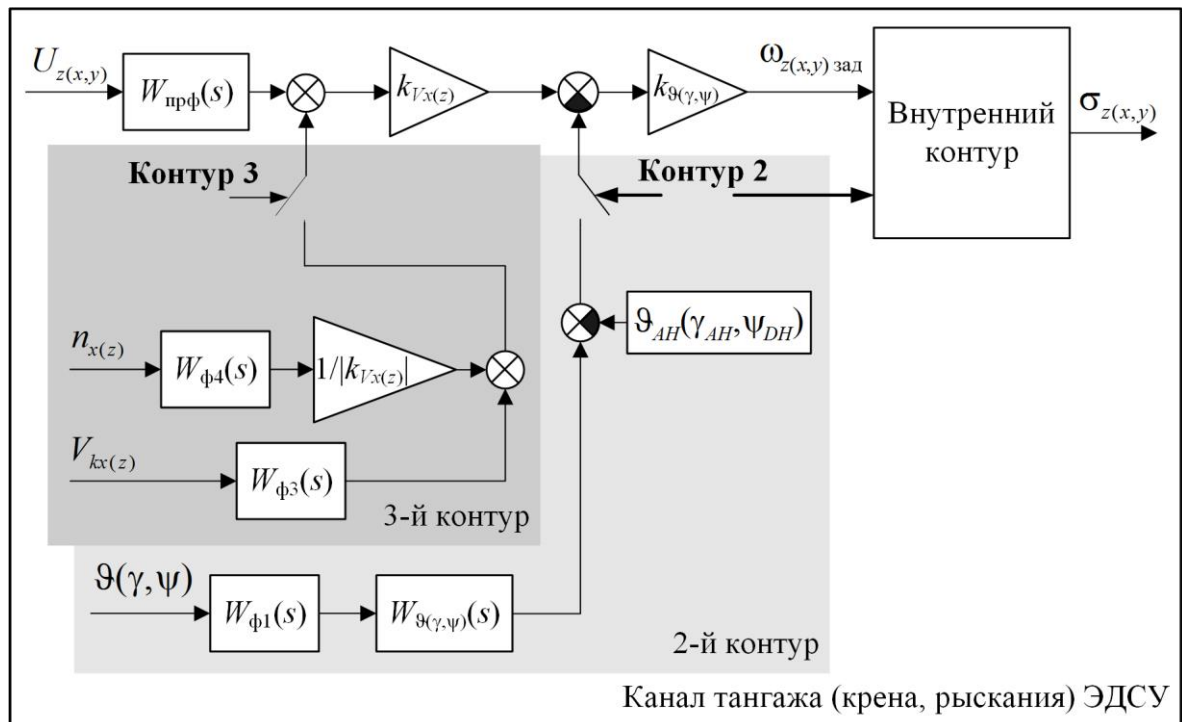 U_z(x,y)
W_прф(s)
k_Vx(z)
k_ϑ(γ,ψ)
ω_z(x,y) зад
Внутренний
контур
σ_z(x,y)
Контур 3
Контур 2
n_x(z)
W_ф4(s)
1/|k_Vx(z)|
ϑ_AH(γ_AH,ψ_DH)
V_kx(z)
W_ф3(s)
3-й контур
ϑ(γ,ψ)
W_ф1(s)
W_ϑ(γ,ψ)(s)
2-й контур
Канал тангажа (крена, рыскания) ЭДСУ